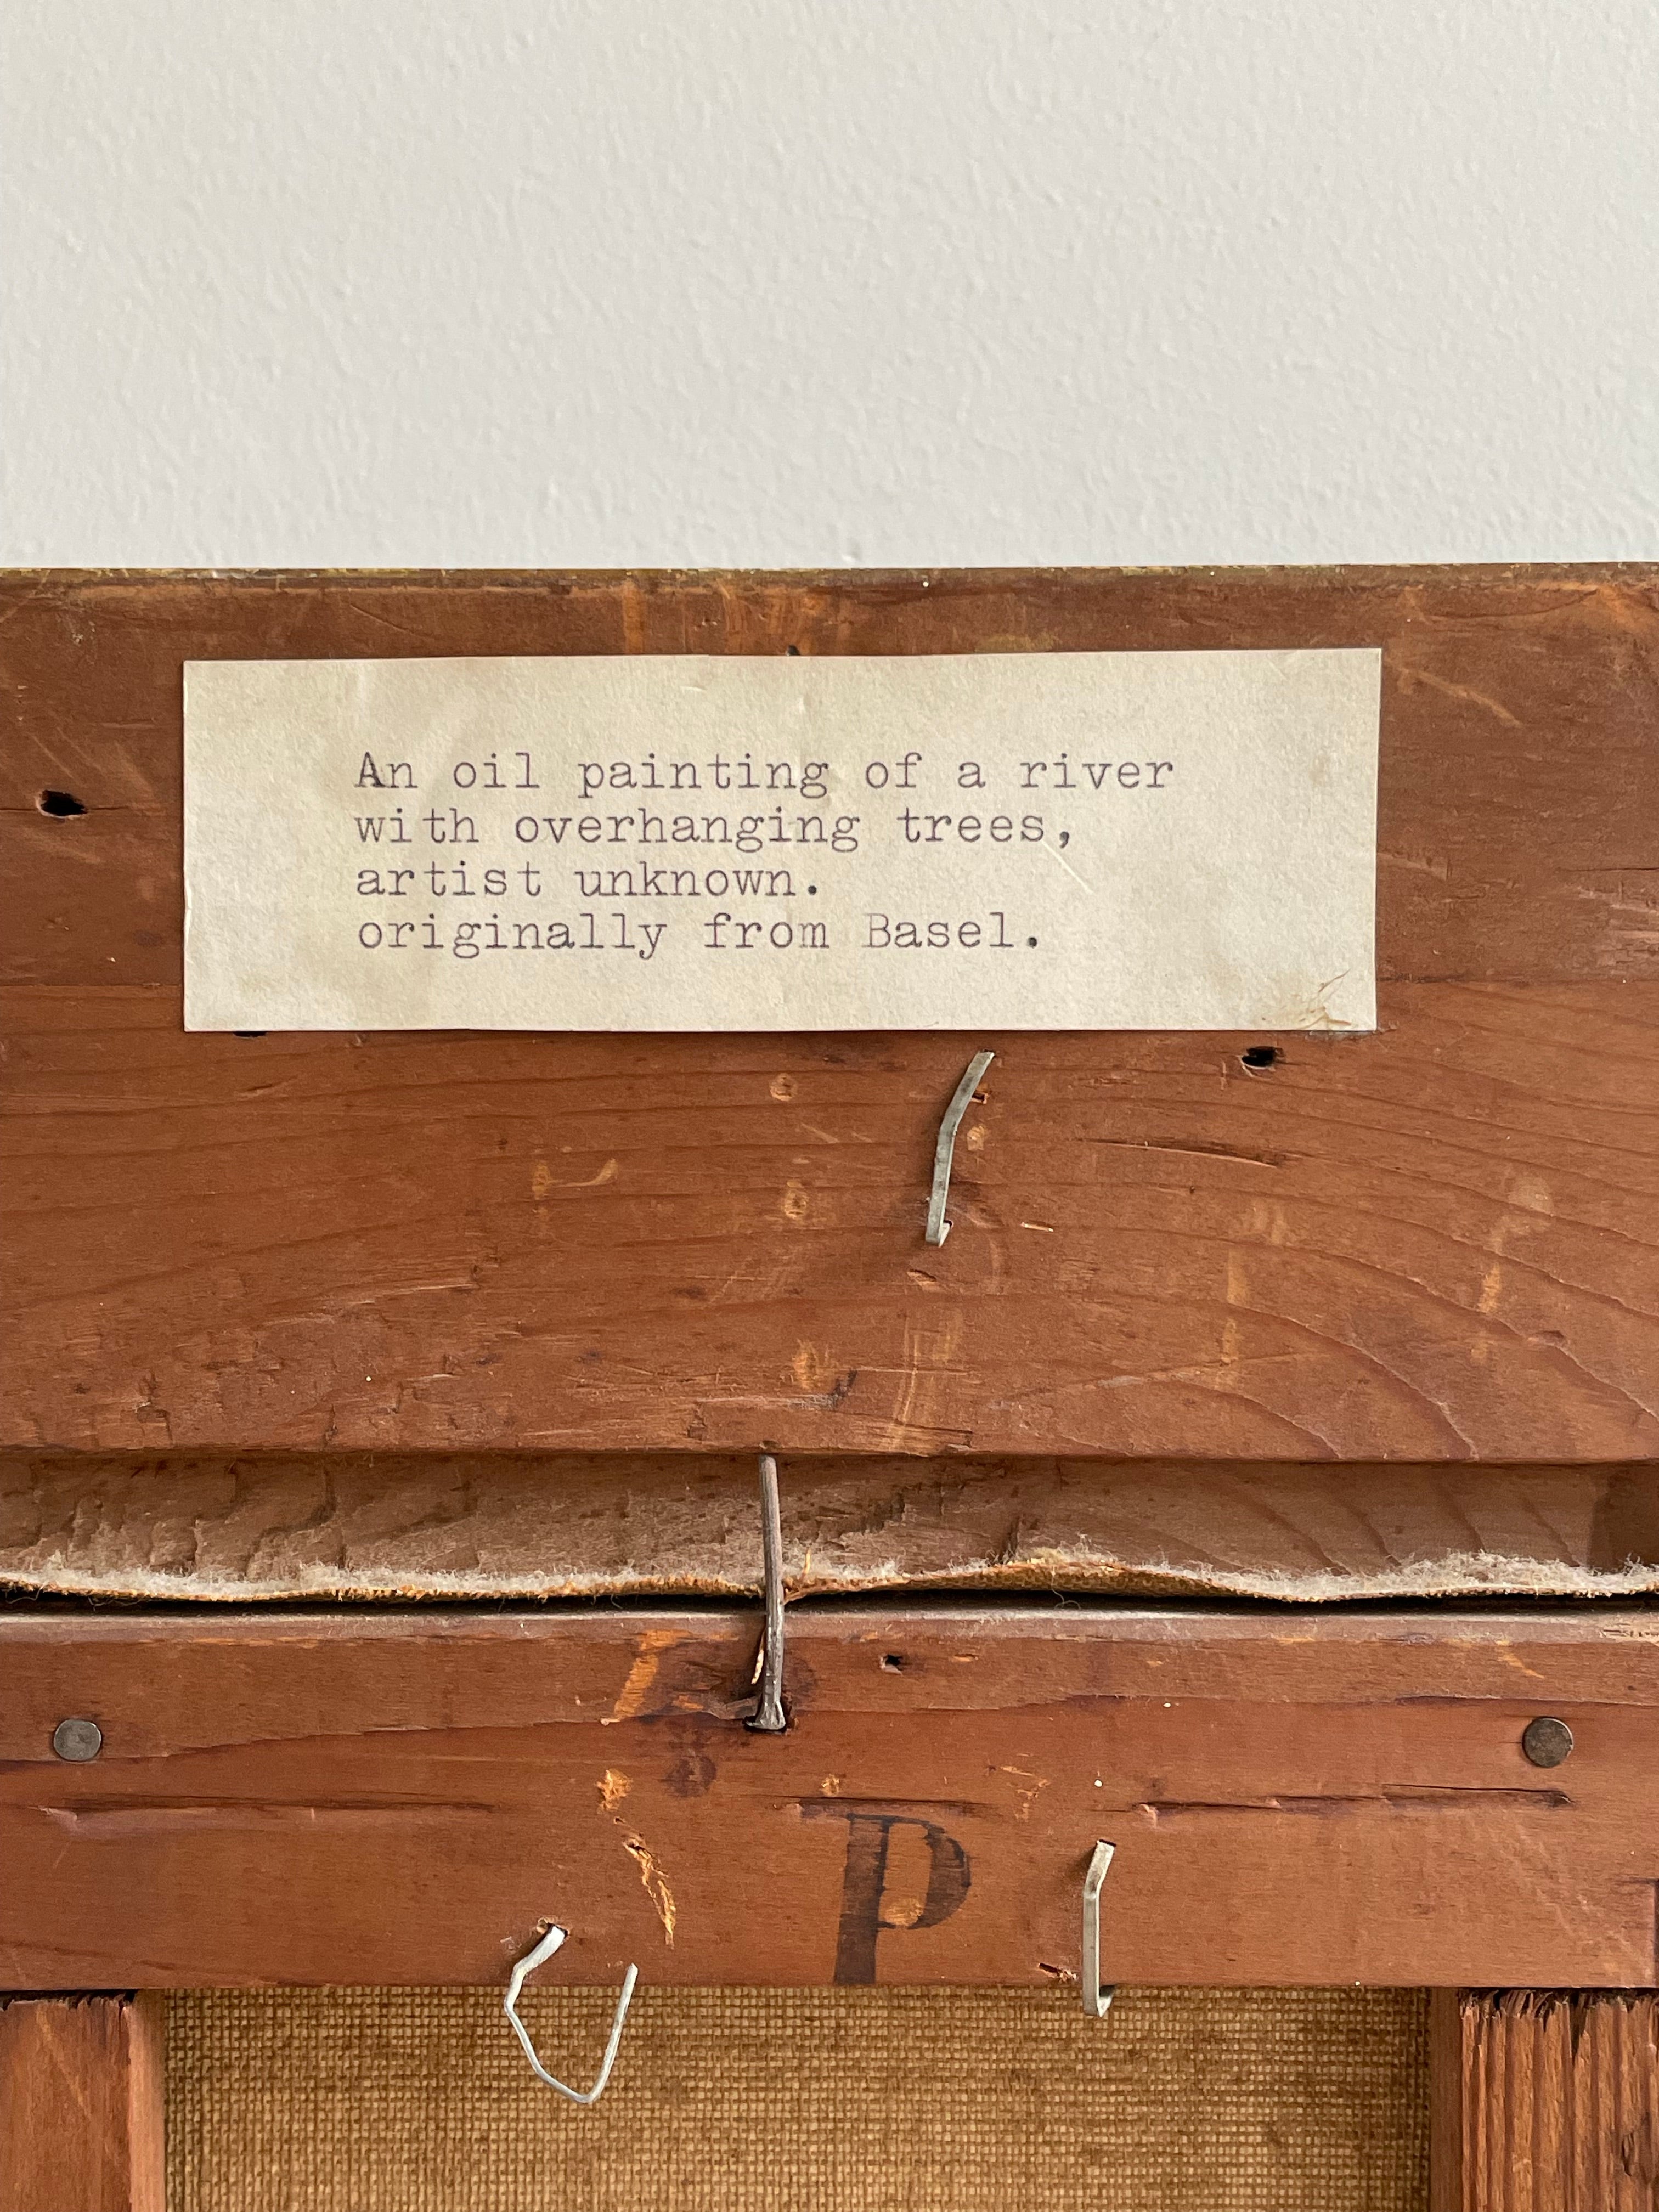 An oil painting of a river
with overhanging trees,
artist unknown.
originally from Basel.
P